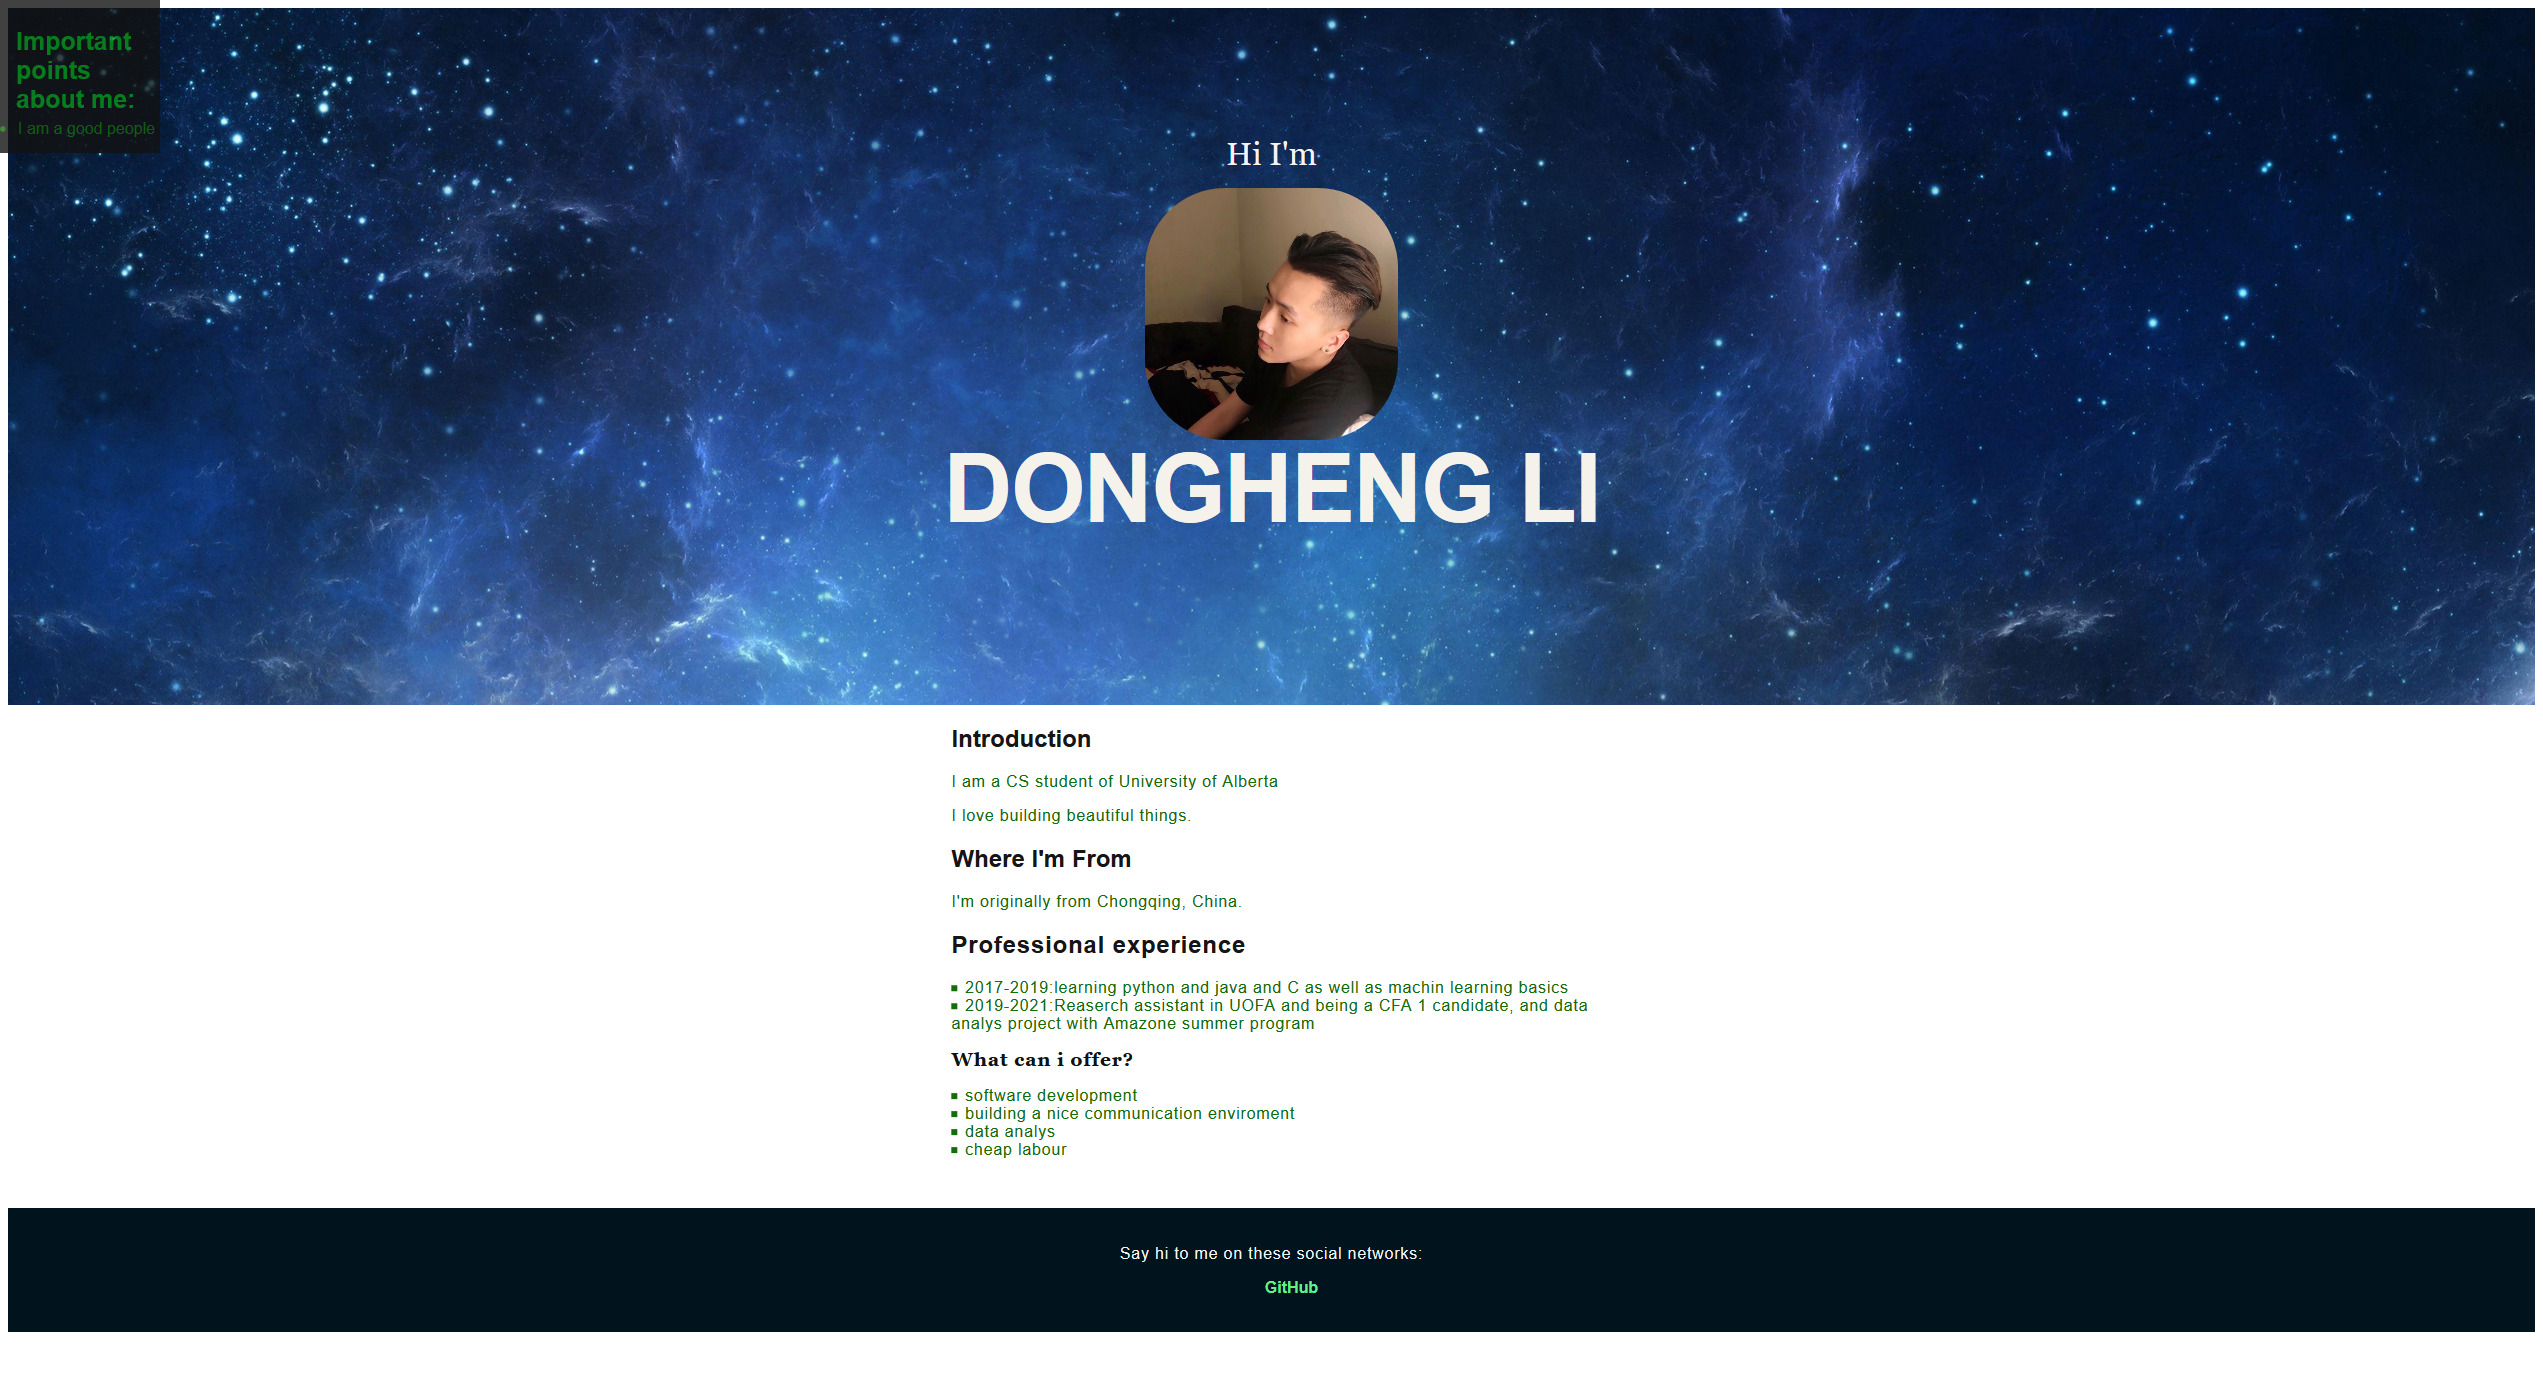 Important
points
about me:
I am a good people
Hi I'm
DONGHENG LI
Introduction
I am a CS student of University of Alberta
I love building beautiful things.
Where I'm From
I'm originally from Chongqing, China.
Professional experience
2017-2019:learning python and java and C as well as machin learning basics
2019-2021:Reaserch assistant in UOFA and being a CFA 1 candidate, and data
analys project with Amazone summer program
What can i offer?
software development
building a nice communication enviroment
data analys
cheap labour
Say hi to me on these social networks:
GitHub